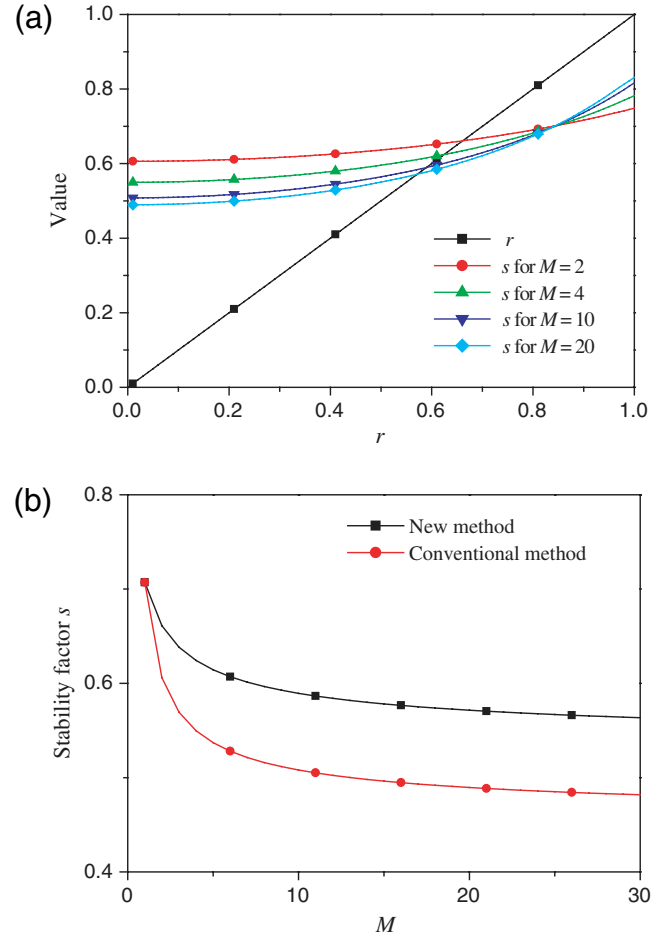 (a)
1.0
0.8
0.6
0.4
0.2
0.0
Value
r
s for M = 2
s for M = 4
s for M = 10
s for M = 20
0.0 0.2 0.4 0.6 0.8 1.0
r
(b)
0.8
0.6
0.4
Stability factor s
New method
Conventional method
0 10 20 30
M